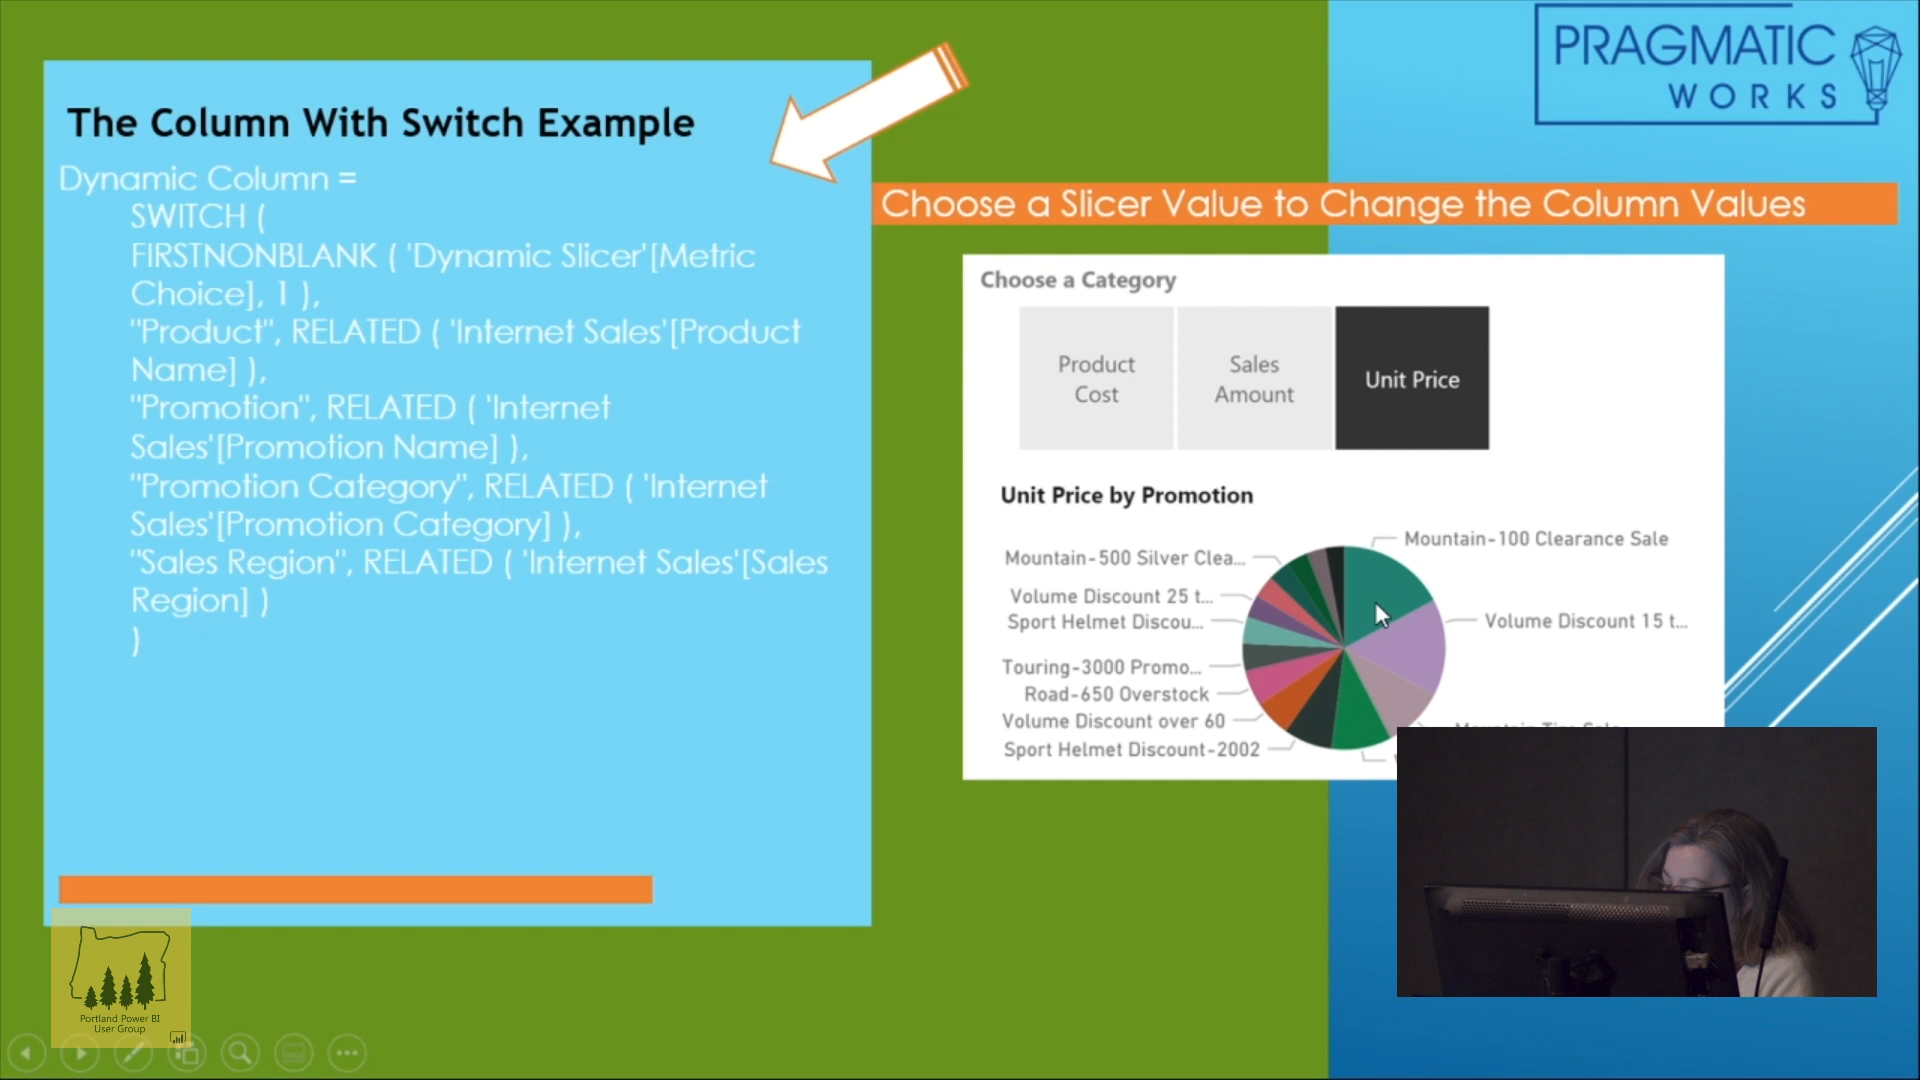 PRAGMATIC
WORKS
The Column With Switch Example
Dynamic Column =
SWITCH (
FIRSTNONBLANK ( 'Dynamic Slicer'[Metric
Choice], 1 ),
"Product", RELATED ( 'Internet Sales'[Product
Name] ),
"Promotion", RELATED ( 'Internet
Sales'[Promotion Name] ),
"Promotion Category", RELATED ( 'Internet
Sales'[Promotion Category] ),
"Sales Region", RELATED ( 'Internet Sales'[Sales
Region] )
)
Choose a Slicer Value to Change the Column Values
Choose a Category
Product
Cost
Sales
Amount
Unit Price
Unit Price by Promotion
Mountain-100 Clearance Sale
Mountain-500 Silver Clea...
Volume Discount 25 t...
Volume Discount 15 t...
Sport Helmet Discou...
Touring-3000 Promo...
Road-650 Overstock
Volume Discount over 60
Sport Helmet Discount-2002
Portland Power BI
User Group